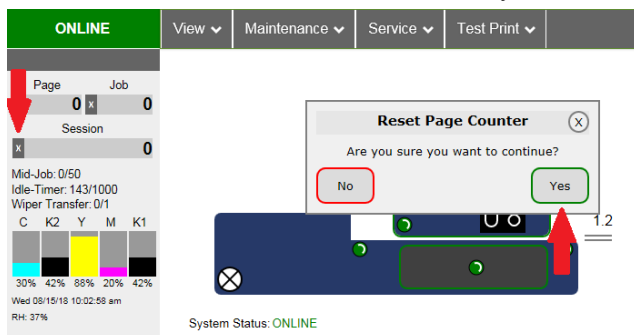 ONLINE View Maintenance Service Test Print
Page Job
0 x 0
Session
x 0
Mid-Job: 0/50
Idle-Timer: 143/1000
Wiper Transfer: 0/1
C K2 Y M K1
30% 42% 88% 20% 42%
Wed 08/15/18 10:02:58 am
RH: 37%
Reset Page Counter X
Are you sure you want to continue?
No Yes
1.2
System Status: ONLINE